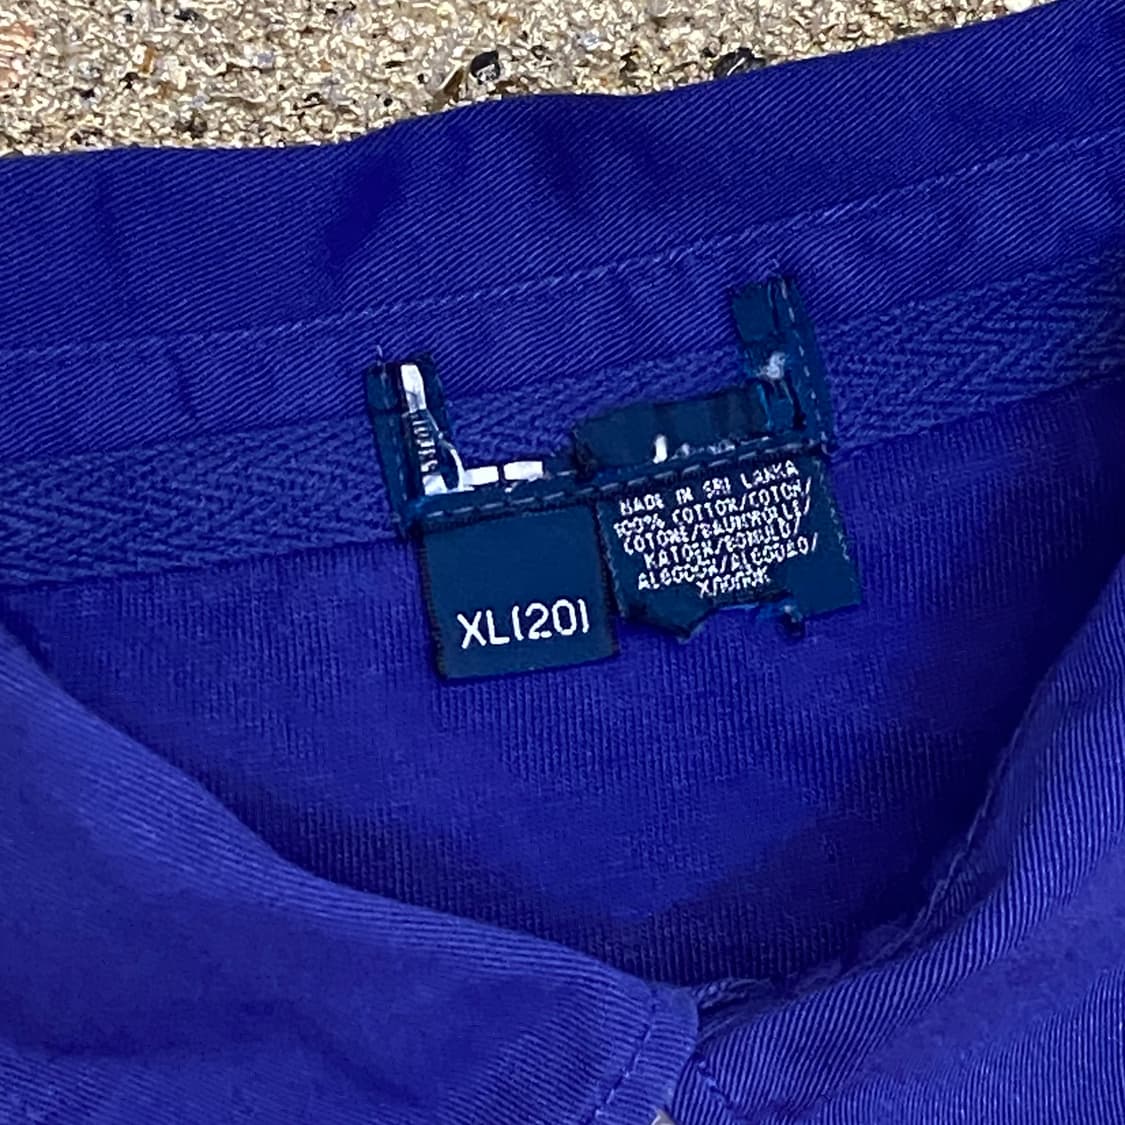 XL(20)
MADE IN SRI LANKA
100% COTTON/COTON/
COTONE/BAUMWOLLE/
KATOEN/BOMULD/
ALGODON/ALGODAO/